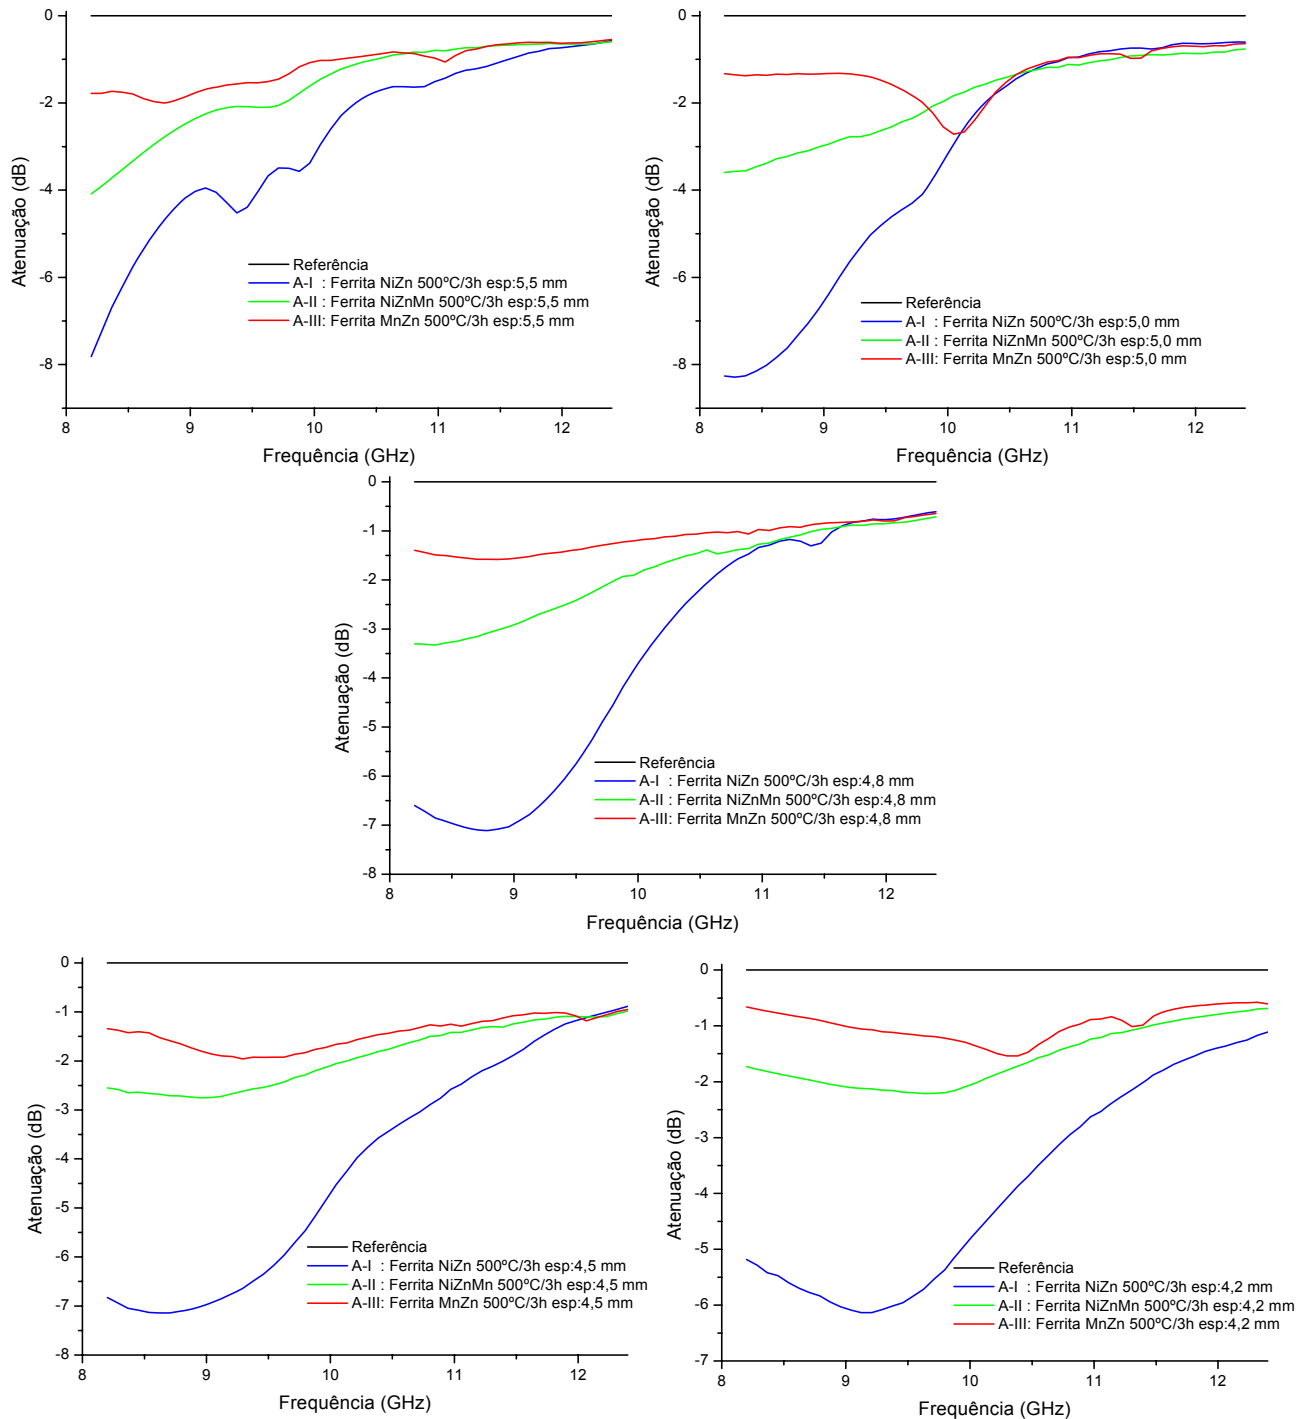 0
-2
-4
-6
-8
Atenuação (dB)
Referência
A-I : Ferrita NiZn 500ºC/3h esp:5,5 mm
A-II : Ferrita NiZnMn 500ºC/3h esp:5,5 mm
A-III: Ferrita MnZn 500ºC/3h esp:5,5 mm
8 9 10 11 12
Frequência (GHz)
0
-2
-4
-6
-8
Atenuação (dB)
Referência
A-I : Ferrita NiZn 500ºC/3h esp:5,0 mm
A-II : Ferrita NiZnMn 500ºC/3h esp:5,0 mm
A-III: Ferrita MnZn 500ºC/3h esp:5,0 mm
8 9 10 11 12
Frequência (GHz)
0
-1
-2
-3
-4
-5
-6
-7
-8
Atenuação (dB)
Referência
A-I : Ferrita NiZn 500ºC/3h esp:4,8 mm
A-II : Ferrita NiZnMn 500ºC/3h esp:4,8 mm
A-III: Ferrita MnZn 500ºC/3h esp:4,8 mm
8 9 10 11 12
Frequência (GHz)
0
-1
-2
-3
-4
-5
-6
-7
-8
Atenuação (dB)
Referência
A-I : Ferrita NiZn 500ºC/3h esp:4,5 mm
A-II : Ferrita NiZnMn 500ºC/3h esp:4,5 mm
A-III: Ferrita MnZn 500ºC/3h esp:4,5 mm
8 9 10 11 12
Frequência (GHz)
0
-1
-2
-3
-4
-5
-6
-7
Atenuação (dB)
Referência
A-I : Ferrita NiZn 500ºC/3h esp:4,2 mm
A-II : Ferrita NiZnMn 500ºC/3h esp:4,2 mm
A-III: Ferrita MnZn 500ºC/3h esp:4,2 mm
8 9 10 11 12
Frequência (GHz)